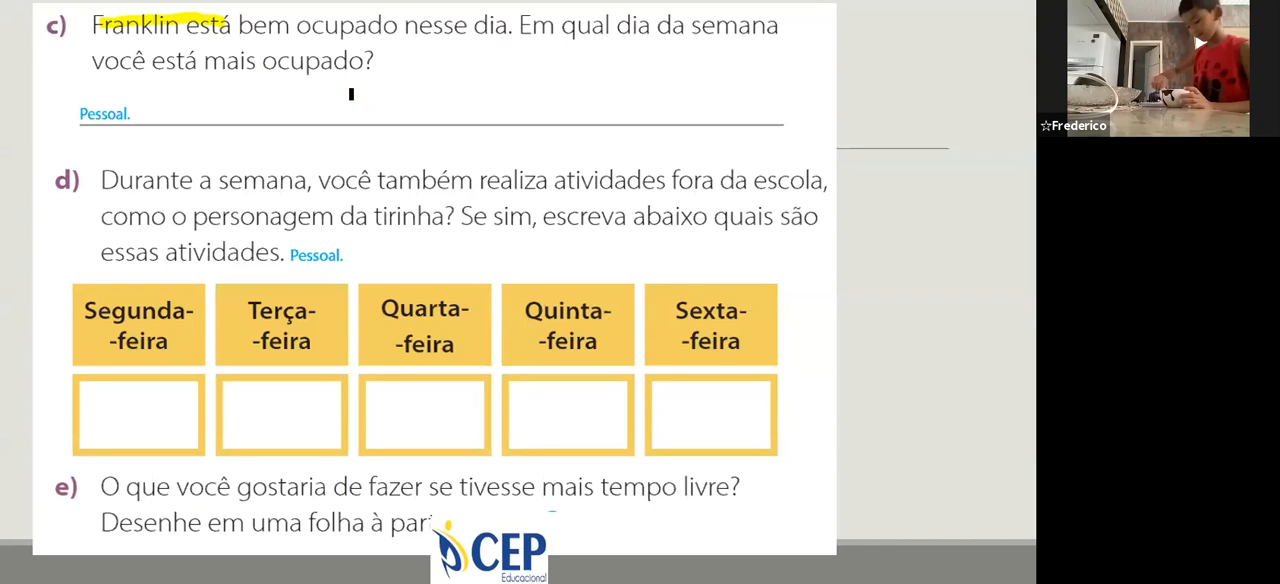 c) Franklin está bem ocupado nesse dia. Em qual dia da semana
você está mais ocupado?
Pessoal.
d) Durante a semana, você também realiza atividades fora da escola,
como o personagem da tirinha? Se sim, escreva abaixo quais são
essas atividades. Pessoal.
Segunda-
-feira
Terça-
-feira
Quarta-
-feira
Quinta-
-feira
Sexta-
-feira
e) O que você gostaria de fazer se tivesse mais tempo livre?
Desenhe em uma folha à
CEP
Educacional
☆Frederico